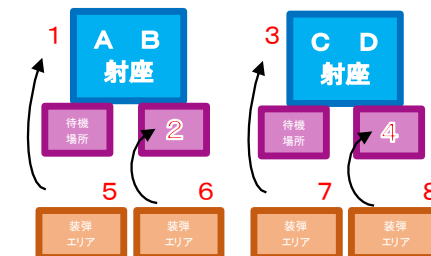 1 A B 3 C D
射座 射座
待機 2 待機 4
場所 場所
5 6 7 8
装弾 装弾 装弾 装弾
エリア エリア エリア エリア